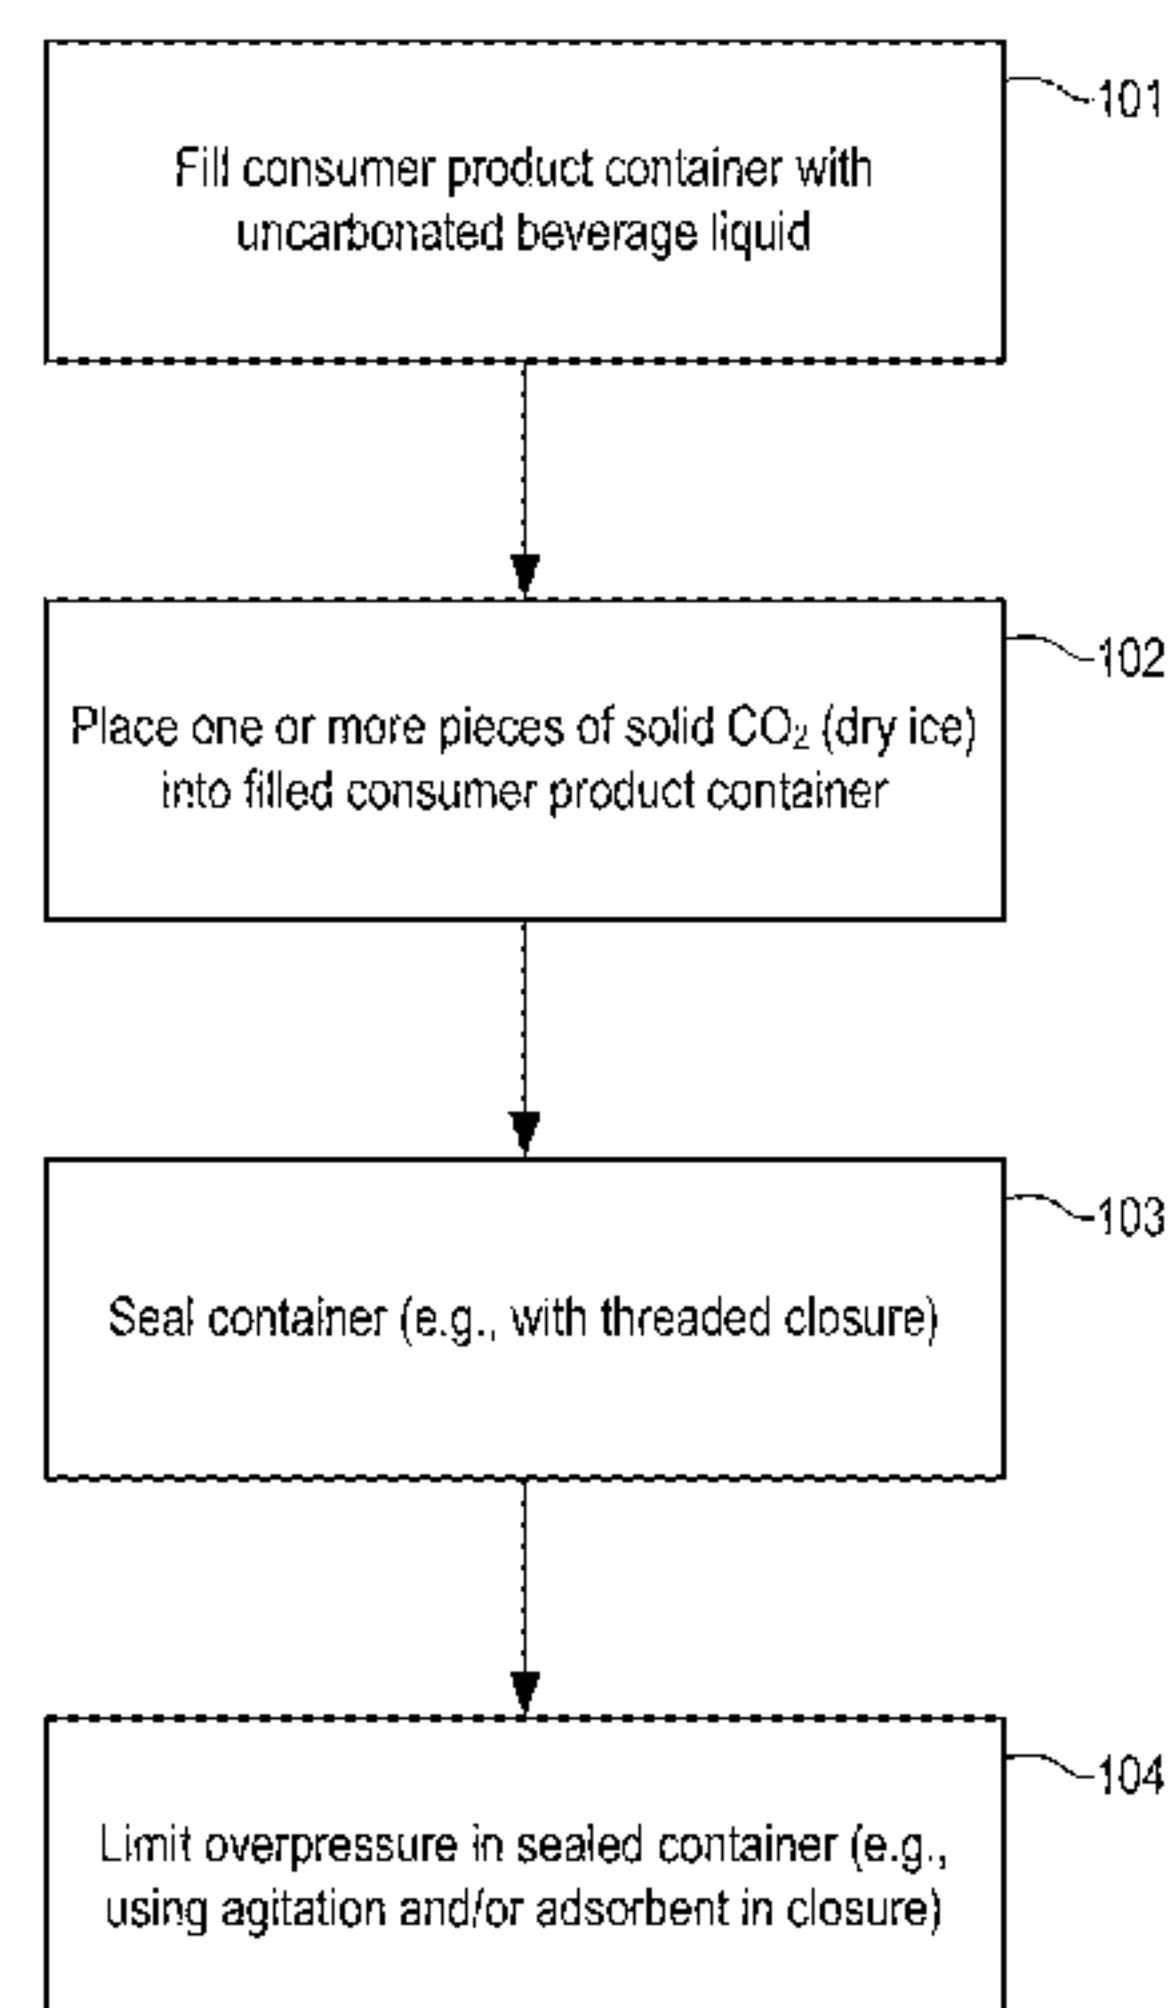 101
Fill consumer product container with
uncarbonated beverage liquid
102
Place one or more pieces of solid CO₂ (dry ice)
into filled consumer product container
103
Seal container (e.g., with threaded closure)
104
Limit overpressure in sealed container (e.g.,
using agitation and/or adsorbent in closure)